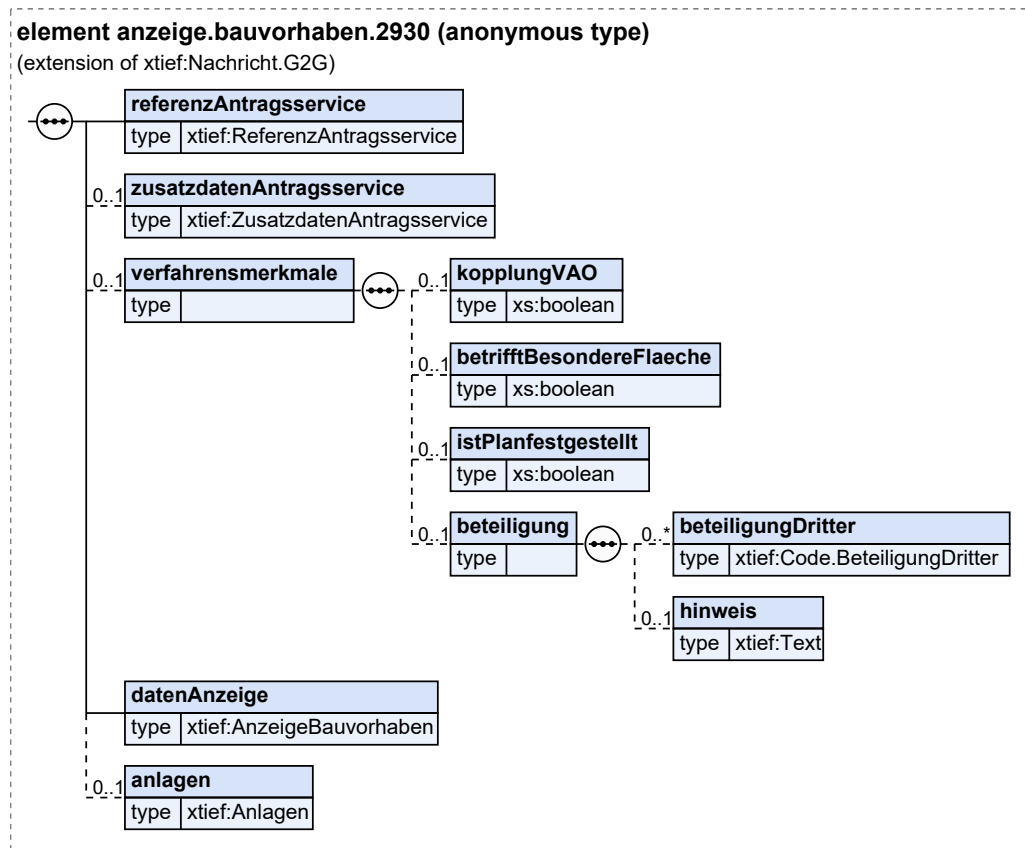 element anzeige.bauvorhaben.2930 (anonymous type)
(extension of xtief:Nachricht.G2G)
referenzAntragsservice
type xtief:ReferenzAntragsservice
0..1 zusatzdatenAntragsservice
type xtief:ZusatzdatenAntragsservice
0..1 verfahrensmerkmale
type
0..1 kopplungVAO
type xs:boolean
0..1 betrifftBesondereFlaeche
type xs:boolean
0..1 istPlanfestgestellt
type xs:boolean
0..1 beteiligung
type
0..* beteiligungDritter
type xtief:Code.BeteiligungDritter
0..1 hinweis
type xtief:Text
datenAnzeige
type xtief:AnzeigeBauvorhaben
0..1 anlagen
type xtief:Anlagen